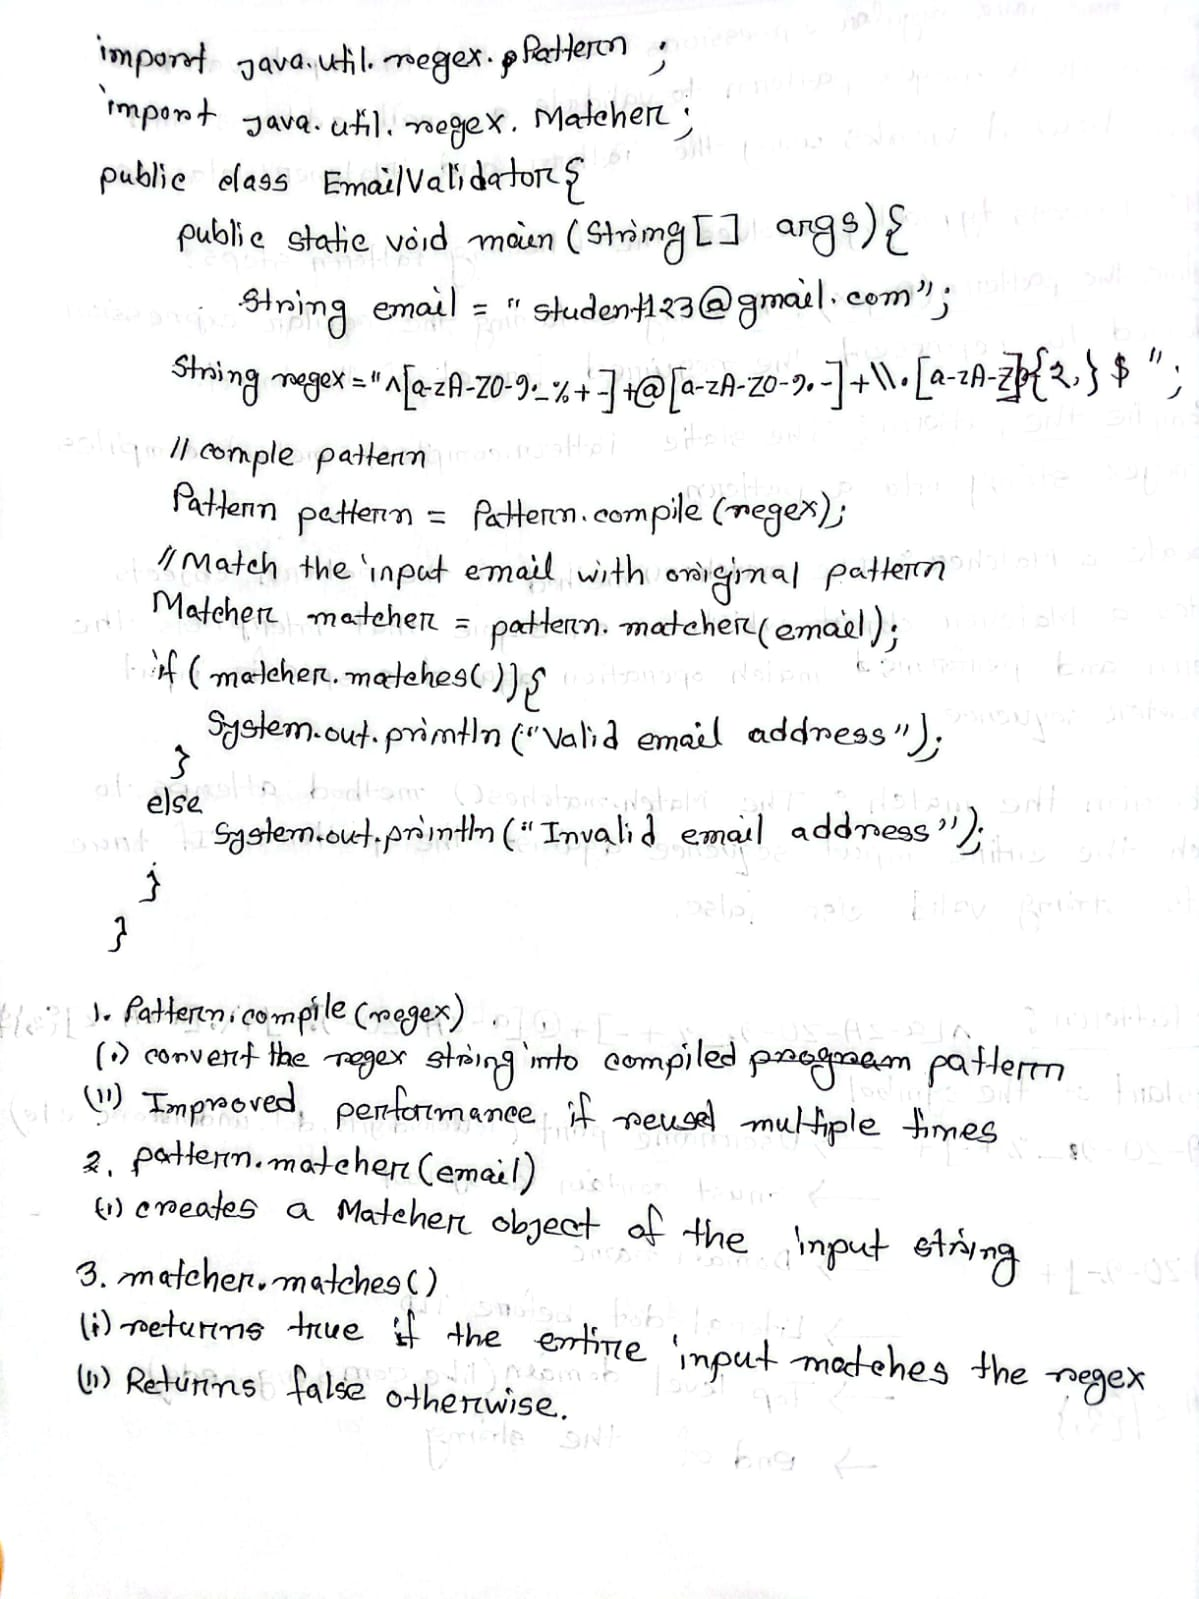 import java.util.regex.Pattern ;
import java.util.regex.Matcher ;
public class EmailValidator{
public static void main (String[] args){
String email = "student123@gmail.com";
String regex = "^[a-zA-Z0-9._%+-]+@[a-zA-Z0-9.-]+\\.[a-zA-Z]{2,}$";
// comple pattern
Pattern pattern = Pattern.compile (regex);
// Match the input email with original pattern
Matcher matcher = pattern.matcher(email);
if (matcher.matches()){
System.out.println ("Valid email address");
}
else
System.out.println ("Invalid email address");
}
}
1. Pattern.compile (regex)
(i) convert the regex string into compiled program pattern
(ii) Improved performance if reused multiple times
2. pattern.matcher (email)
(i) creates a Matcher object of the input string
3. matcher.matches()
(i) returns true if the entire input matches the regex
(ii) Returns false otherwise.